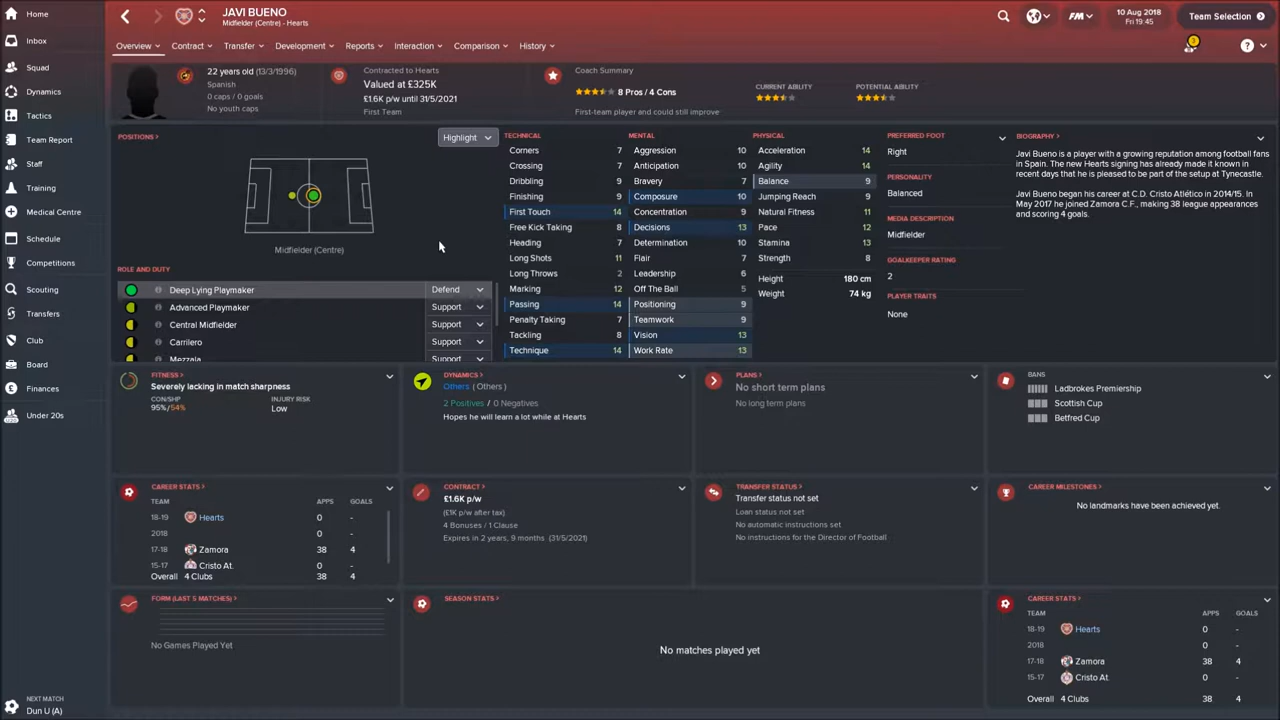 Home
Inbox
Squad
Dynamics
Tactics
Team Report
Staff
Training
Medical Centre
Schedule
Competitions
Scouting
Transfers
Club
Board
Finances
Under 20s
NEXT MATCH
Dun U (A)
JAVI BUENO
Midfielder (Centre) - Hearts
FM
10 Aug 2018
Fri 19:45
Team Selection
Overview Contract Transfer Development Reports Interaction Comparison History
3
?
22 years old (13/3/1996)
Spanish
0 caps / 0 goals
No youth caps
Contracted to Hearts
Valued at £325K
£1.6K p/w until 31/5/2021
First Team
Coach Summary
8 Pros / 4 Cons
First-team player and could still improve
CURRENT ABILITY
POTENTIAL ABILITY
POSITIONS >
Highlight
Midfielder (Centre)
ROLE AND DUTY
Deep Lying Playmaker Defend
Advanced Playmaker Support
Central Midfielder Support
Carrilero Support
Mezzala Support
TECHNICAL
Corners 7
Crossing 7
Dribbling 9
Finishing 7
First Touch 14
Free Kick Taking 8
Heading 7
Long Shots 11
Long Throws 2
Marking 12
Passing 14
Penalty Taking 7
Tackling 8
Technique 14
MENTAL
Aggression 10
Anticipation 10
Bravery 7
Composure 10
Concentration 9
Decisions 13
Determination 10
Flair 7
Leadership 6
Off The Ball 5
Positioning 9
Teamwork 9
Vision 13
Work Rate 13
PHYSICAL
Acceleration 14
Agility 14
Balance 9
Jumping Reach 9
Natural Fitness 11
Pace 12
Stamina 13
Strength 8
Height 180 cm
Weight 74 kg
PREFERRED FOOT
Right
PERSONALITY
Balanced
MEDIA DESCRIPTION
Midfielder
GOALKEEPER RATING
2
PLAYER TRAITS
None
BIOGRAPHY >
Javi Bueno is a player with a growing reputation among football fans
in Spain. The new Hearts signing has already made it known in
recent days that he is pleased to be part of the setup at Tynecastle.
Javi Bueno began his career at C.D. Cristo Atlético in 2014/15. In
May 2017 he joined Zamora C.F., making 38 league appearances
and scoring 4 goals.
FITNESS >
Severely lacking in match sharpness
CON/SHP
95%/54%
INJURY RISK
Low
DYNAMICS >
Others ( Others )
2 Positives / 0 Negatives
Hopes he will learn a lot while at Hearts
PLANS >
No short term plans
No long term plans
BANS
Ladbrokes Premiership
Scottish Cup
Betfred Cup
CAREER STATS >
TEAM APPS GOALS
18-19 Hearts 0 -
2018 0 -
17-18 Zamora 38 4
15-17 Cristo At. 0 -
Overall 4 Clubs 38 4
CONTRACT >
£1.6K p/w
(£1K p/w after tax)
4 Bonuses / 1 Clause
Expires in 2 years, 9 months (31/5/2021)
TRANSFER STATUS >
Transfer status not set
Loan status not set
No automatic instructions set
No instructions for the Director of Football
CAREER MILESTONES >
No landmarks have been achieved yet.
FORM (LAST 5 MATCHES) >
No Games Played Yet
SEASON STATS >
No matches played yet
CAREER STATS >
TEAM APPS GOALS
18-19 Hearts 0 -
2018 0 -
17-18 Zamora 38 4
15-17 Cristo At. 0 -
Overall 4 Clubs 38 4